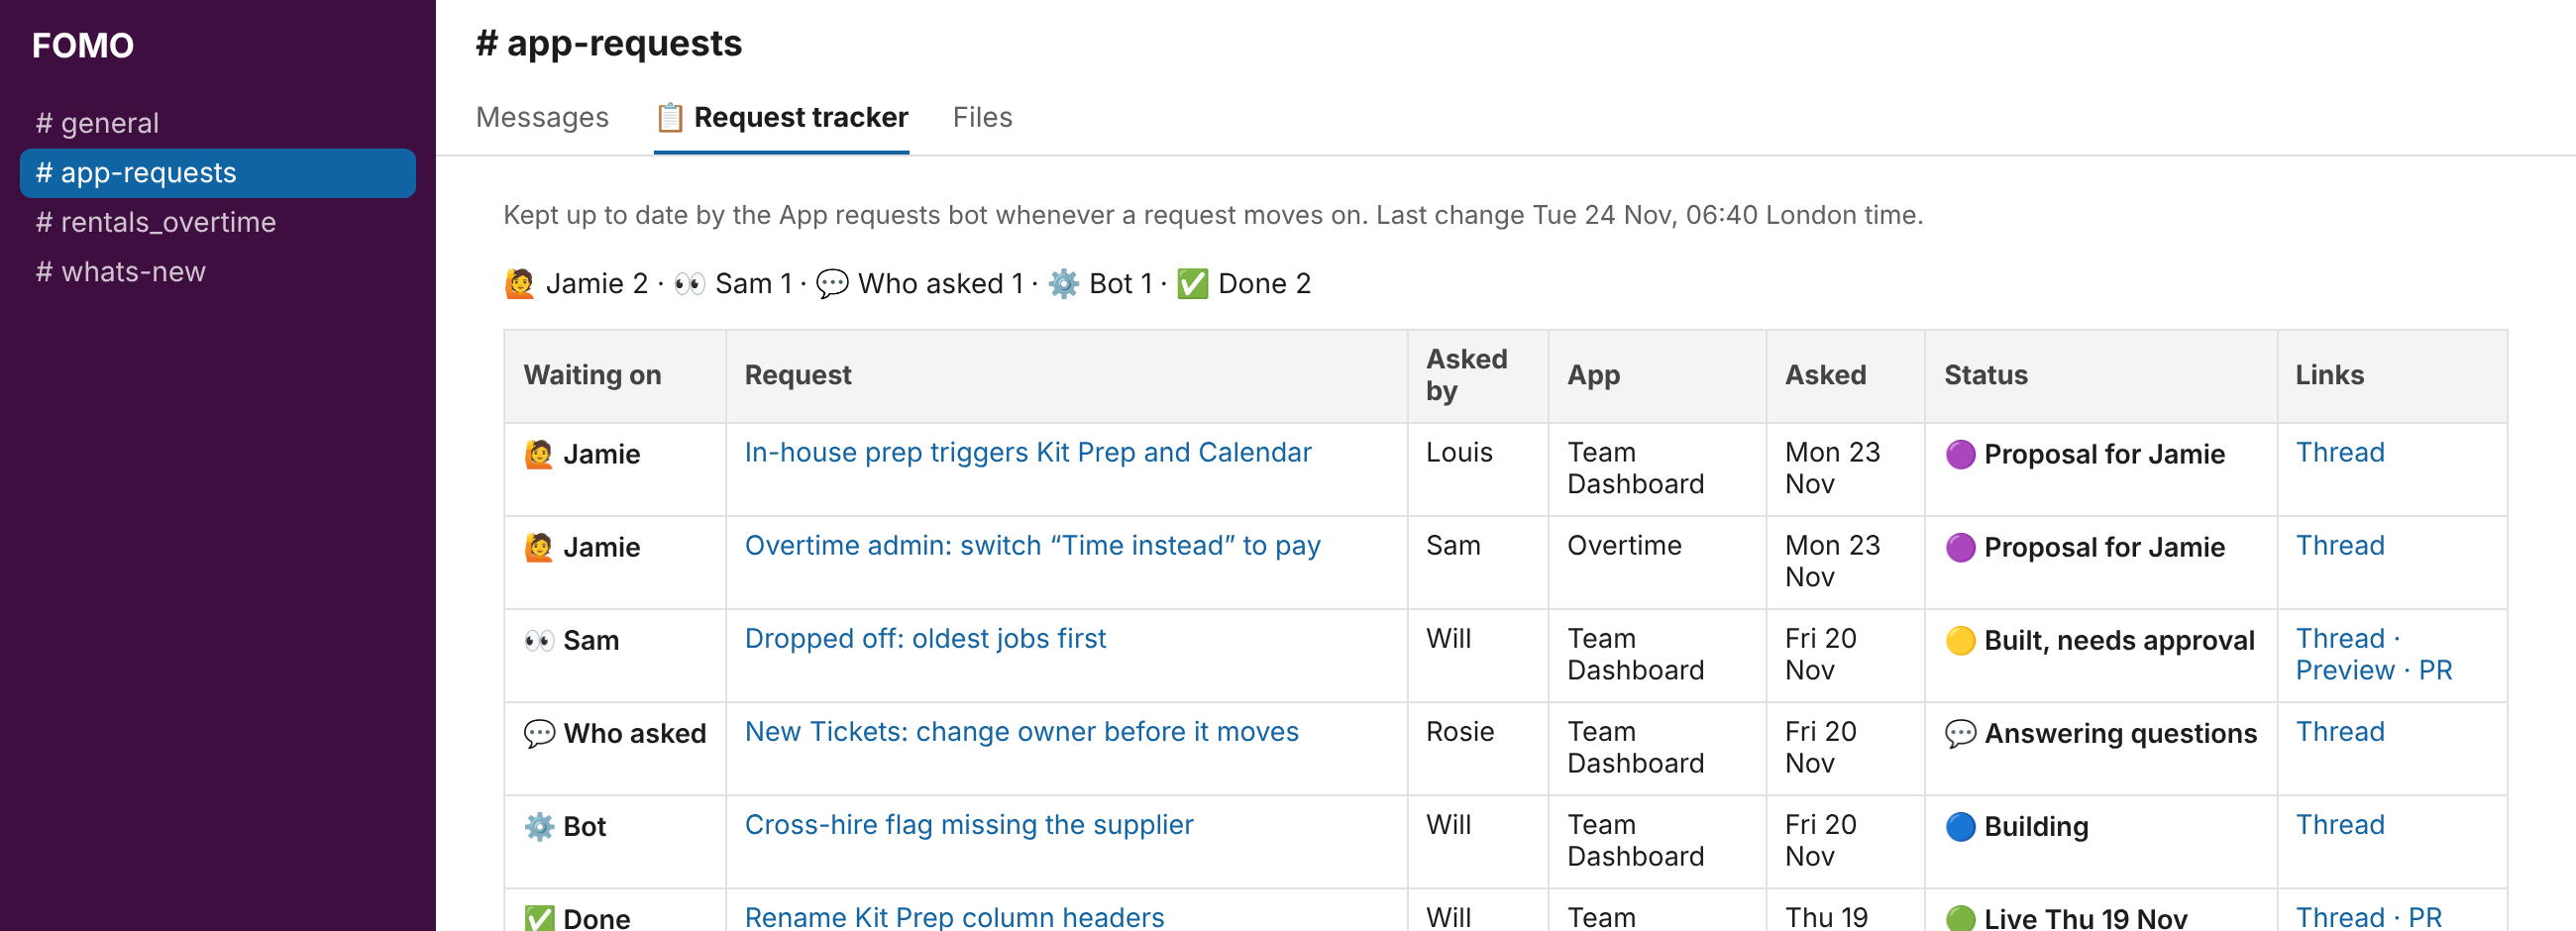 FOMO
# general
# app-requests
# rentals_overtime
# whats-new
# app-requests
Messages
📋 Request tracker
Files
Kept up to date by the App requests bot whenever a request moves on. Last change Tue 24 Nov, 06:40 London time.
🙋 Jamie 2 · 👀 Sam 1 · 💬 Who asked 1 · ⚙️ Bot 1 · ✅ Done 2
Waiting on
Request
Asked
by
App
Asked
Status
Links
🙋 Jamie
In-house prep triggers Kit Prep and Calendar
Louis
Team
Dashboard
Mon 23
Nov
🟣 Proposal for Jamie
Thread
🙋 Jamie
Overtime admin: switch “Time instead” to pay
Sam
Overtime
Mon 23
Nov
🟣 Proposal for Jamie
Thread
👀 Sam
Dropped off: oldest jobs first
Will
Team
Dashboard
Fri 20
Nov
🟡 Built, needs approval
Thread ·
Preview · PR
💬 Who asked
New Tickets: change owner before it moves
Rosie
Team
Dashboard
Fri 20
Nov
💬 Answering questions
Thread
⚙️ Bot
Cross-hire flag missing the supplier
Will
Team
Dashboard
Fri 20
Nov
🔵 Building
Thread
✅ Done
Rename Kit Prep column headers
Will
Team
Thu 19
🟢 Live Thu 19 Nov
Thread · PR